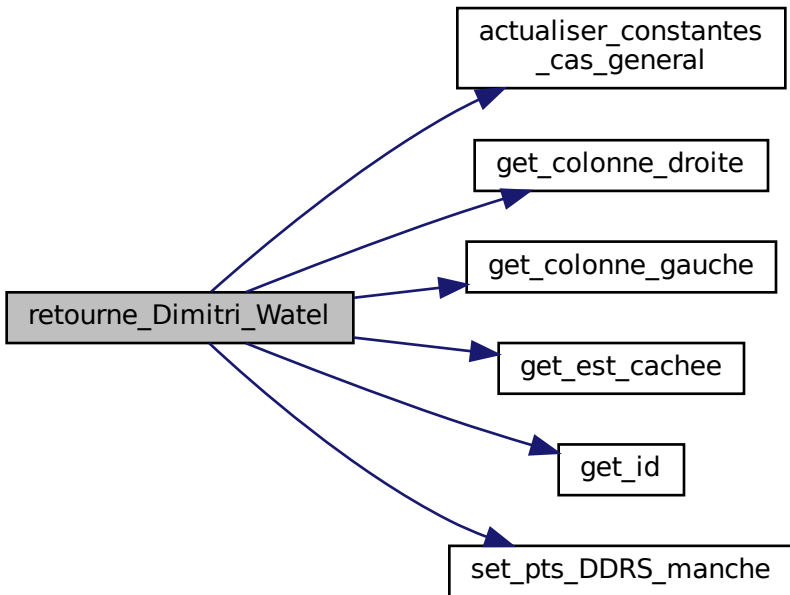 actualiser_constantes
_cas_general
get_colonne_droite
get_colonne_gauche
retourne_Dimitri_Watel
get_est_cachee
get_id
set_pts_DDRS_manche